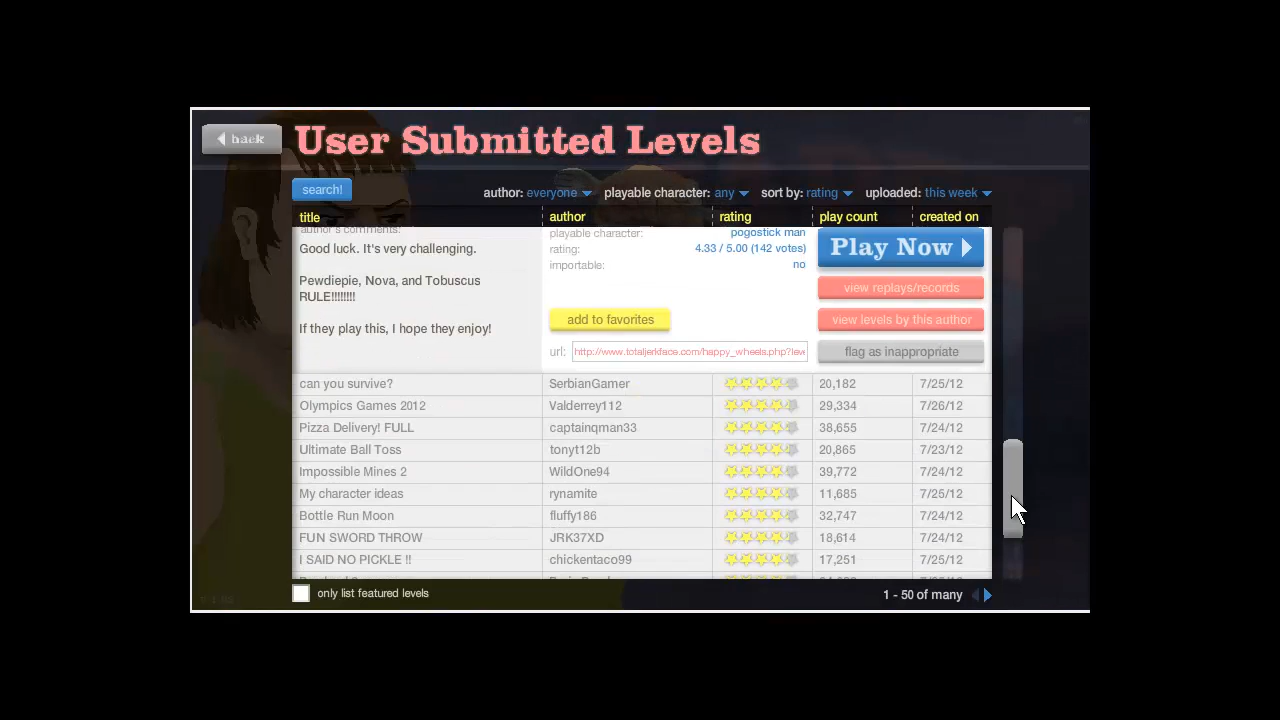 back
User Submitted Levels
search!
author: everyone playable character: any sort by: rating uploaded: this week
title author rating play count created on
author's comments:
Good luck. It's very challenging.
Pewdiepie, Nova, and Tobuscus
RULE!!!!!!!!
If they play this, I hope they enjoy!
playable character: pogostick man
rating: 4.33 / 5.00 (142 votes)
importable: no
add to favorites
url: http://www.totaljerkface.com/happy_wheels.php?lev
Play Now
view replays/records
view levels by this author
flag as inappropriate
can you survive? SerbianGamer 20,182 7/25/12
Olympics Games 2012 Valderrey112 29,334 7/26/12
Pizza Delivery! FULL captainqman33 38,655 7/24/12
Ultimate Ball Toss tonyt12b 20,865 7/23/12
Impossible Mines 2 WildOne94 39,772 7/24/12
My character ideas rynamite 11,685 7/25/12
Bottle Run Moon fluffy186 32,747 7/24/12
FUN SWORD THROW JRK37XD 18,614 7/24/12
I SAID NO PICKLE !! chickentaco99 17,251 7/25/12
only list featured levels
1 - 50 of many